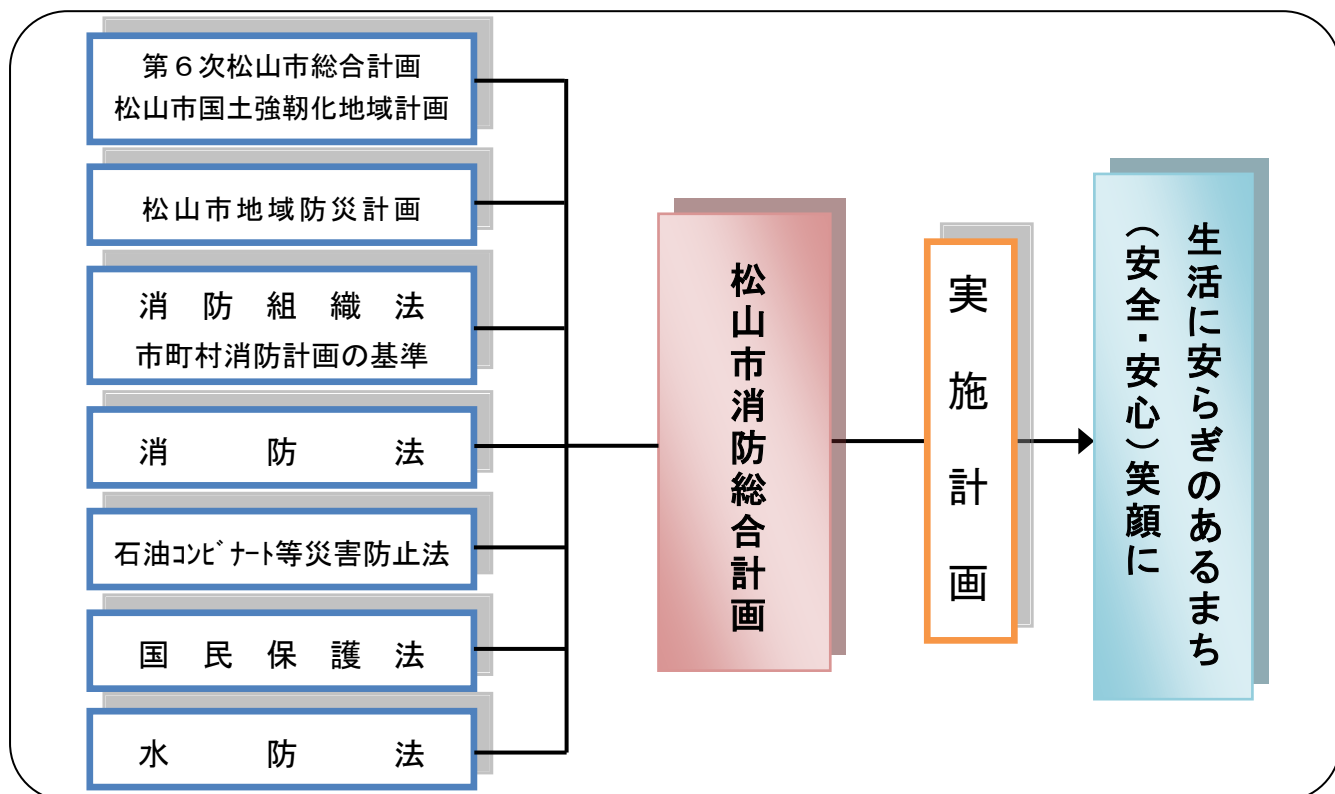 第６次松山市総合計画
松山市国土強靭化地域計画
松山市地域防災計画
消防組織法
市町村消防計画の基準
消防法
石油ｺﾝﾋﾞﾅｰﾄ等災害防止法
国民保護法
水防法
松山市消防総合計画
実施計画
生活に安らぎのあるまち
（安全・安心）笑顔に